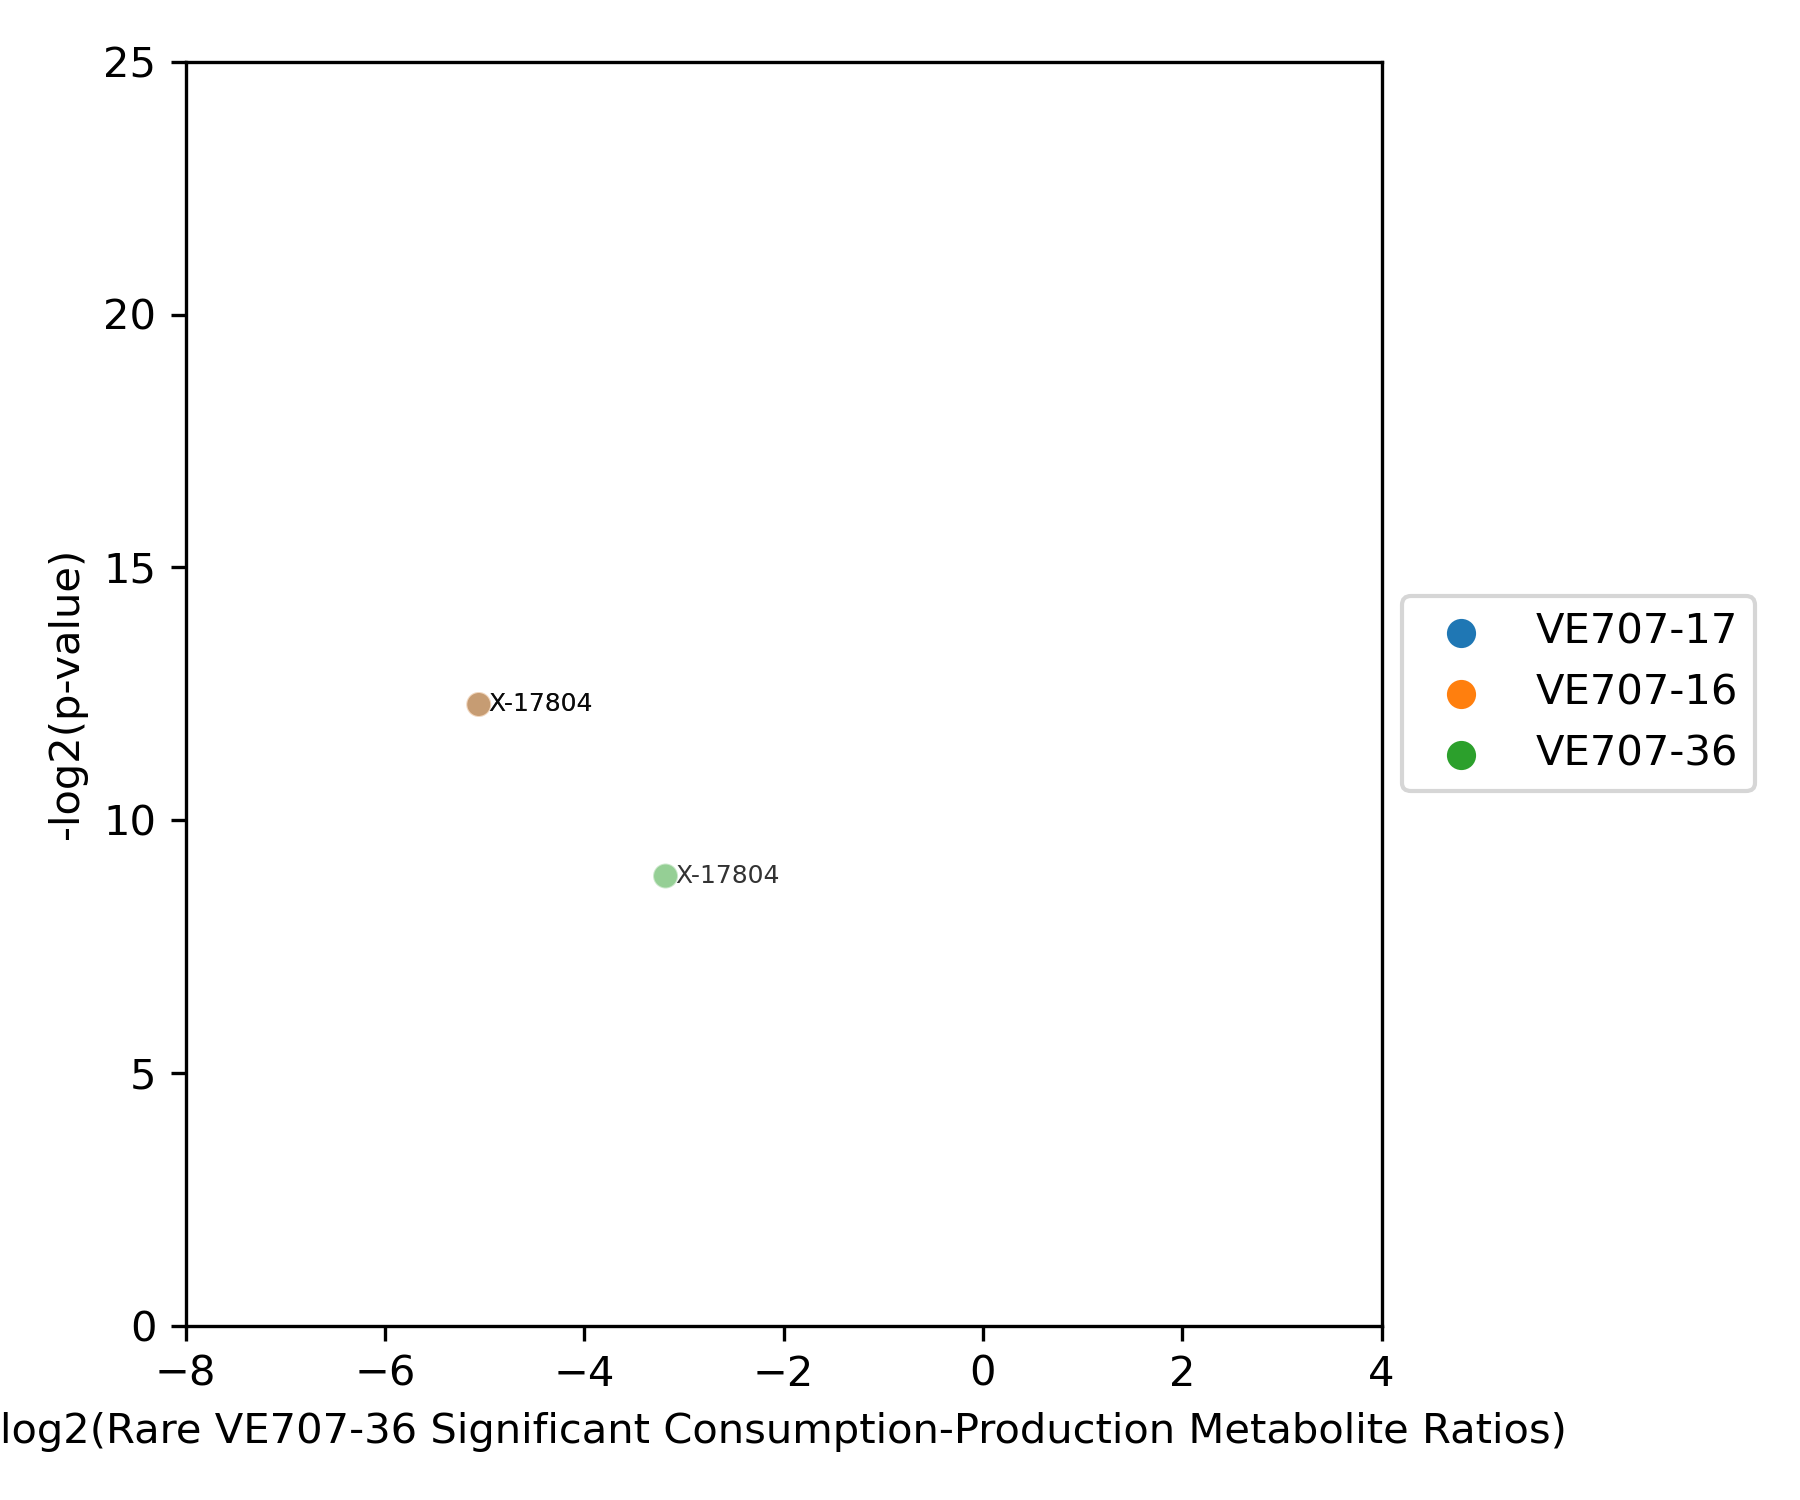 25
20
15
10
5
0
-log2(p-value)
X-17804
X-17804
VE707-17
VE707-16
VE707-36
−8 −6 −4 −2 0 2 4
log2(Rare VE707-36 Significant Consumption-Production Metabolite Ratios)